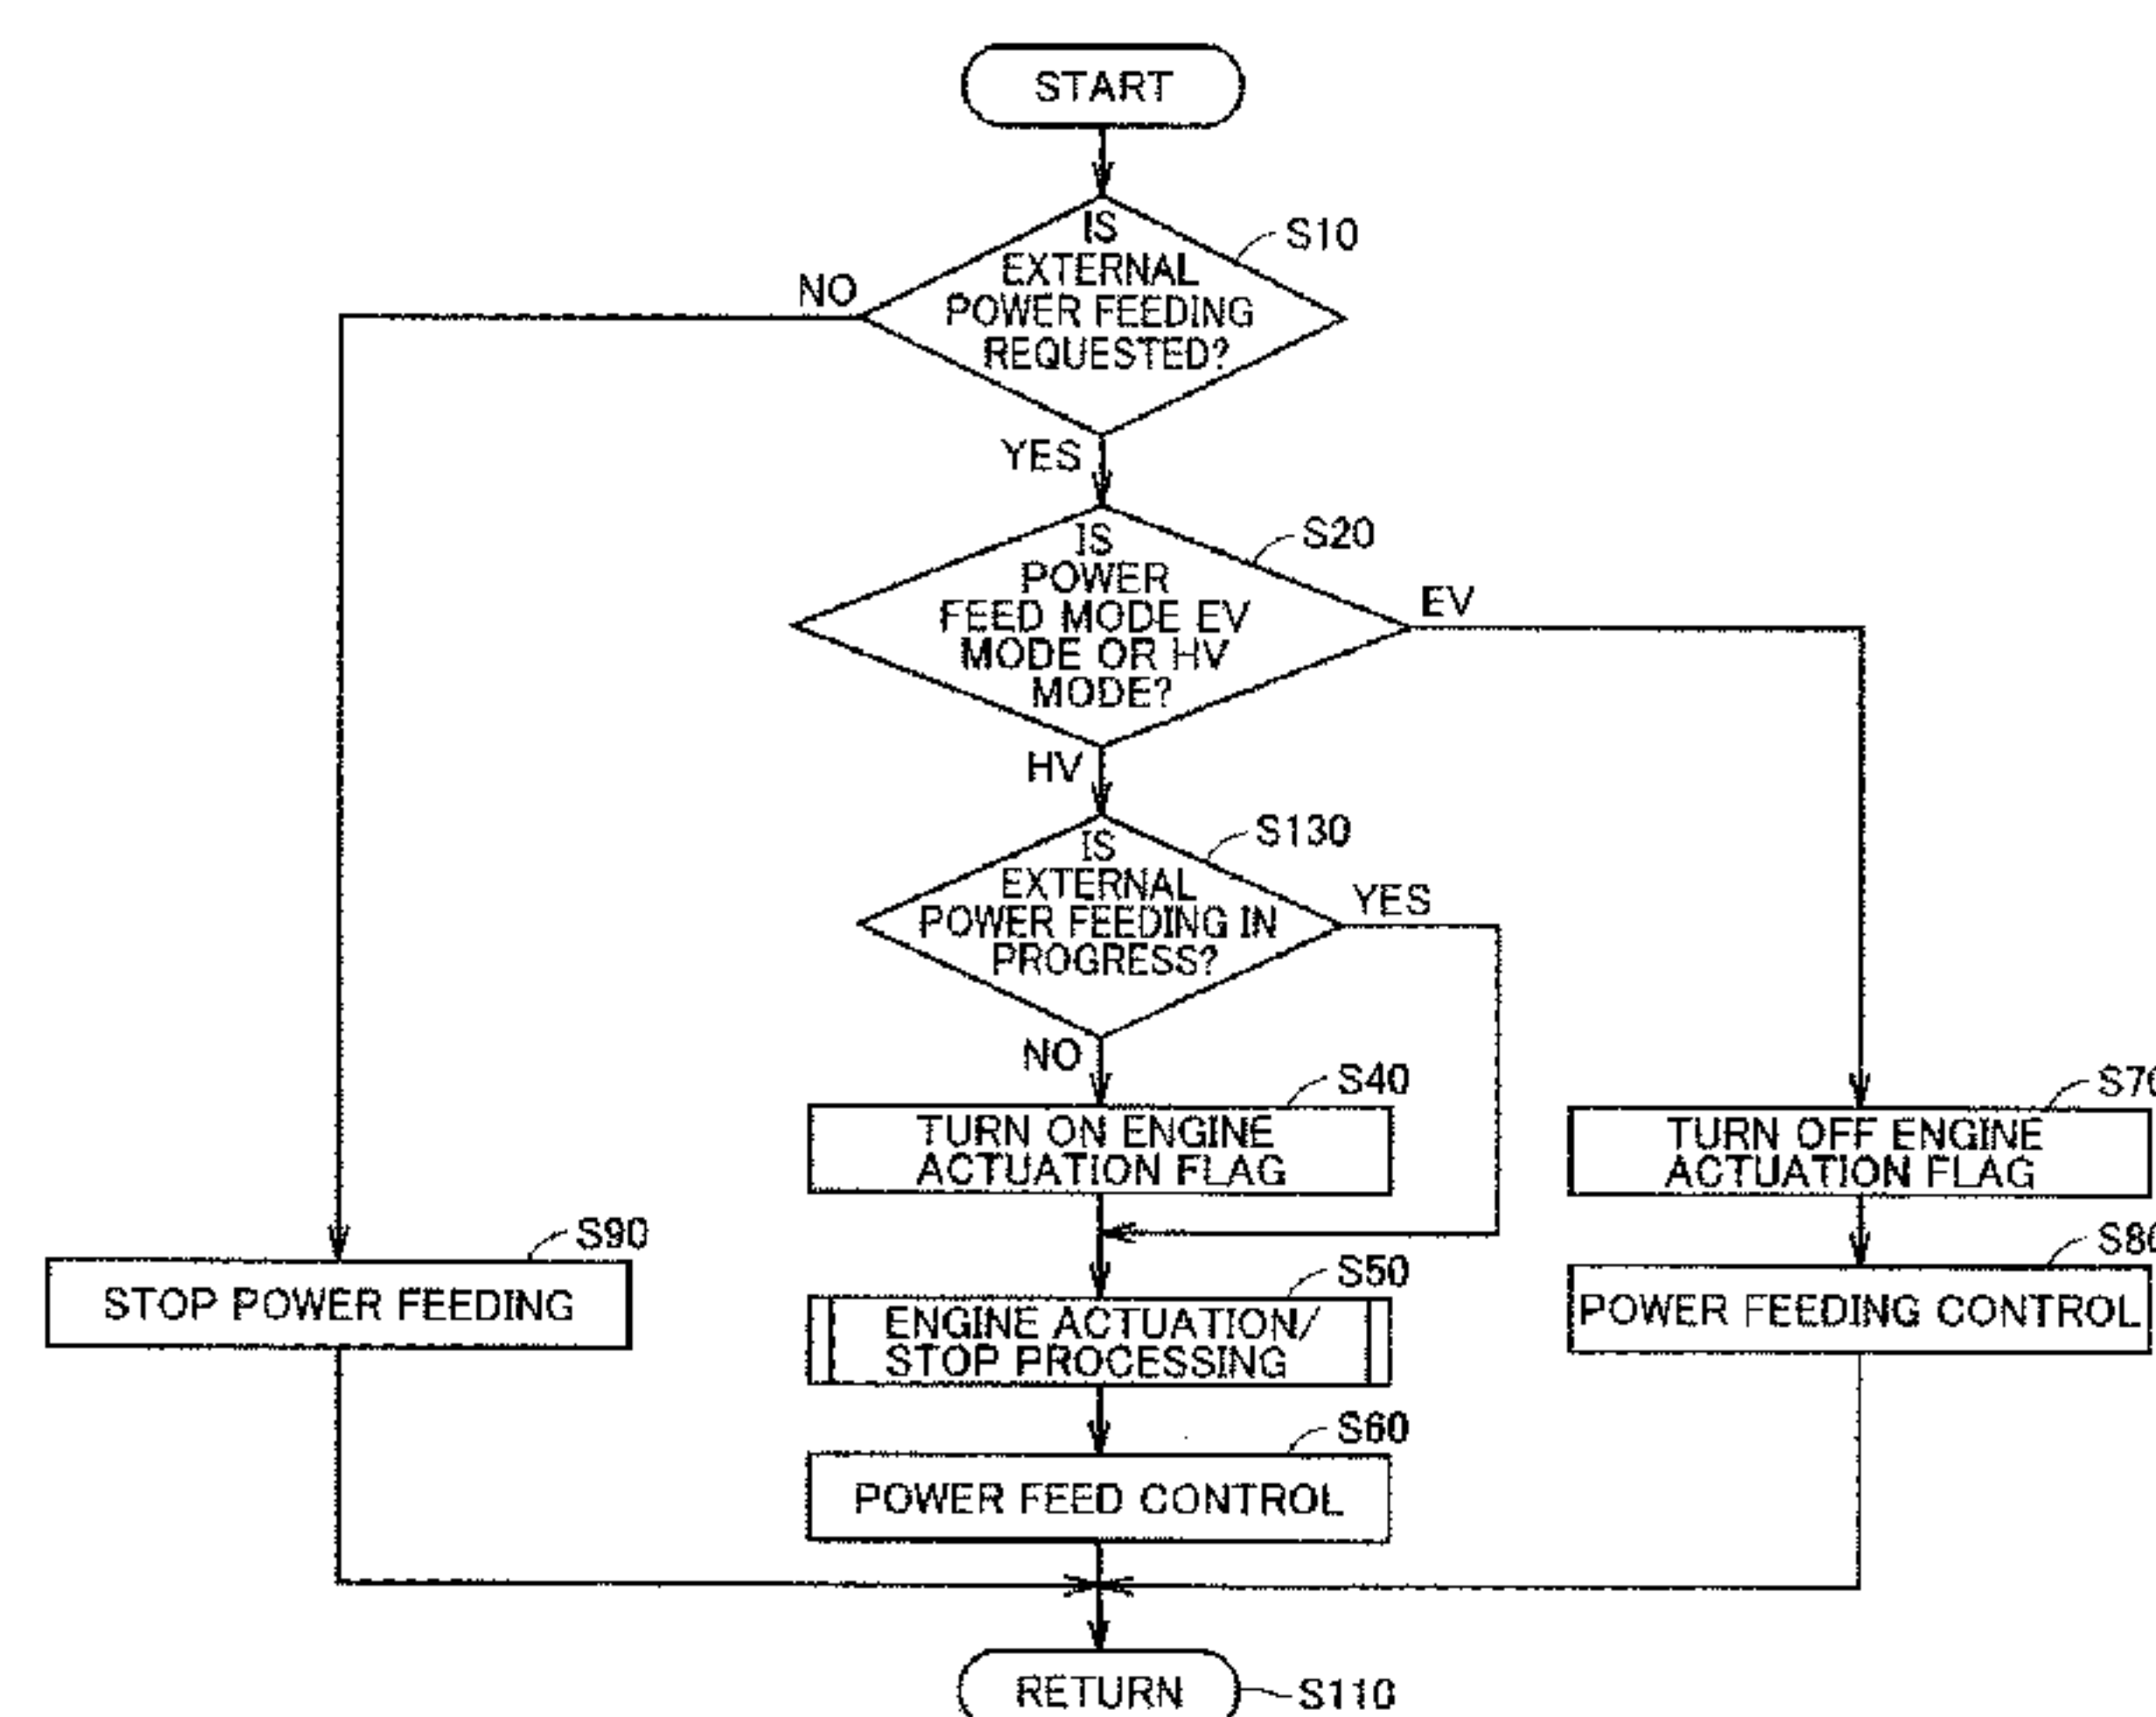 START
IS
EXTERNAL
POWER FEEDING
REQUESTED?
S10
NO
YES
IS
POWER
FEED MODE EV
MODE OR HV
MODE?
S20
EV
HV
IS
EXTERNAL
POWER FEEDING IN
PROGRESS?
S130
YES
NO
S40
TURN ON ENGINE
ACTUATION FLAG
S70
TURN OFF ENGINE
ACTUATION FLAG
S90
STOP POWER FEEDING
S50
ENGINE ACTUATION/
STOP PROCESSING
S80
POWER FEEDING CONTROL
S60
POWER FEED CONTROL
RETURN
S110